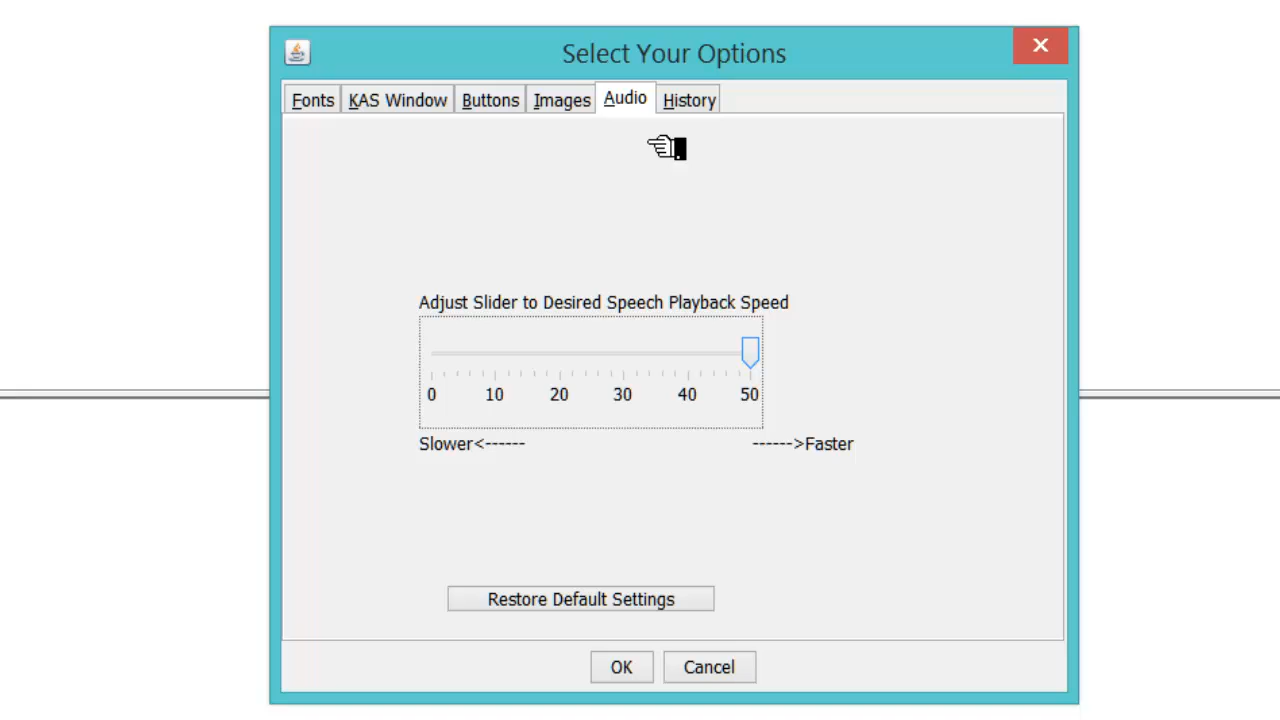 Select Your Options
Fonts KAS Window Buttons Images Audio History
Adjust Slider to Desired Speech Playback Speed
0 10 20 30 40 50
Slower<------ ------>Faster
Restore Default Settings
OK Cancel